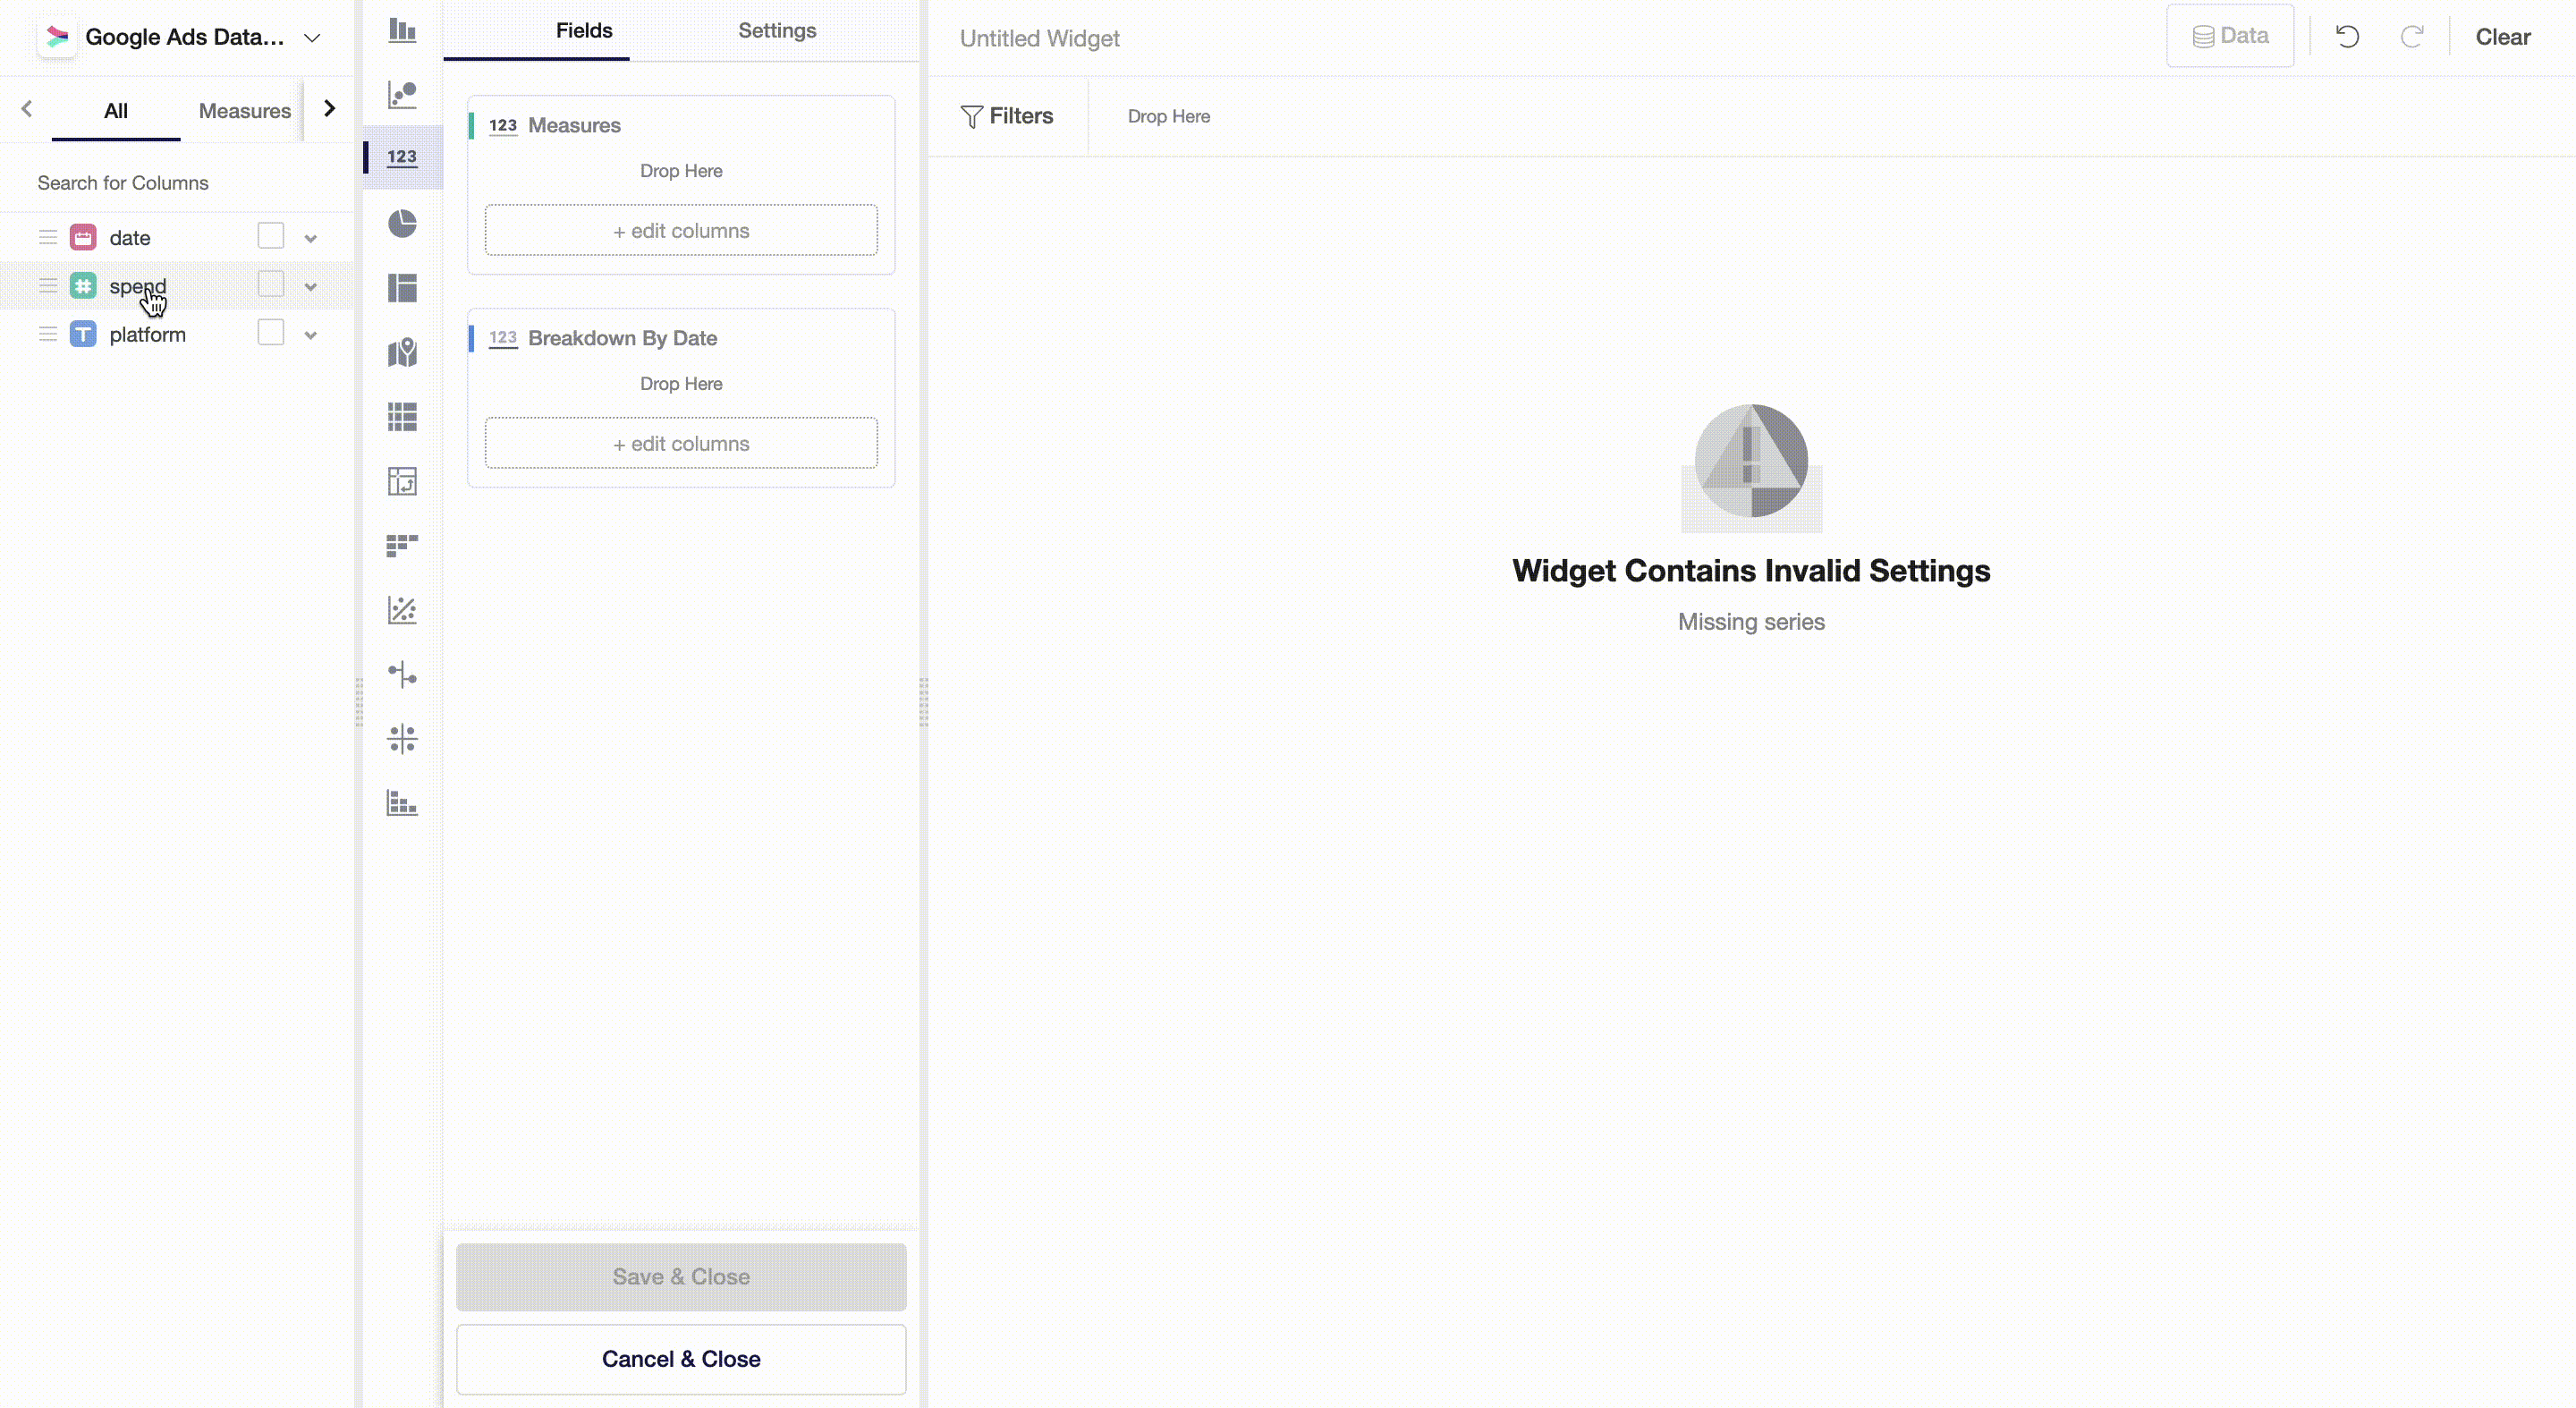 Google Ads Data...
All
Measures
Search for Columns
date
spend
T platform
123
Fields
Settings
123 Measures
Drop Here
+ edit columns
123 Breakdown By Date
Drop Here
+ edit columns
Save & Close
Cancel & Close
Untitled Widget
Data
Clear
Filters
Drop Here
Widget Contains Invalid Settings
Missing series